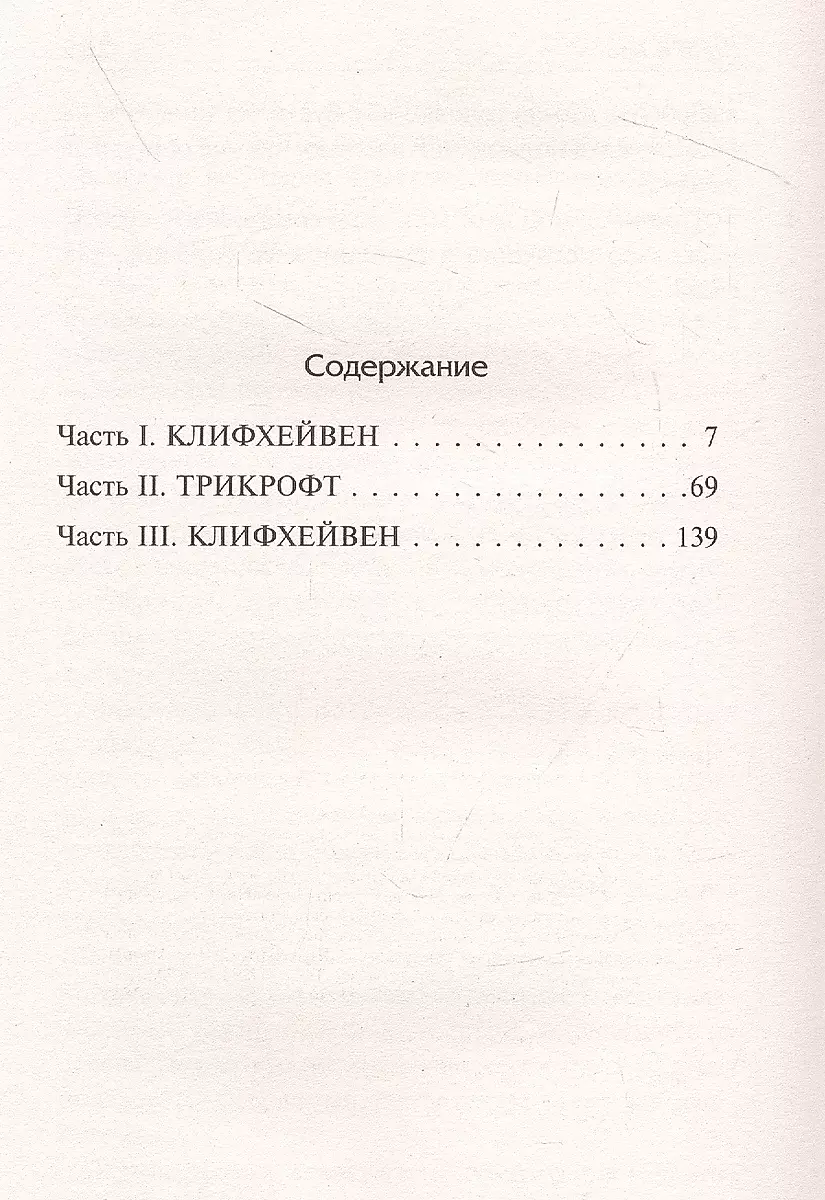 Содержание
Часть I. КЛИФХЕЙВЕН . . . . . . . . . . . . . . . . 7
Часть II. ТРИКРОФТ . . . . . . . . . . . . . . . . . .69
Часть III. КЛИФХЕЙВЕН . . . . . . . . . . . . . 139